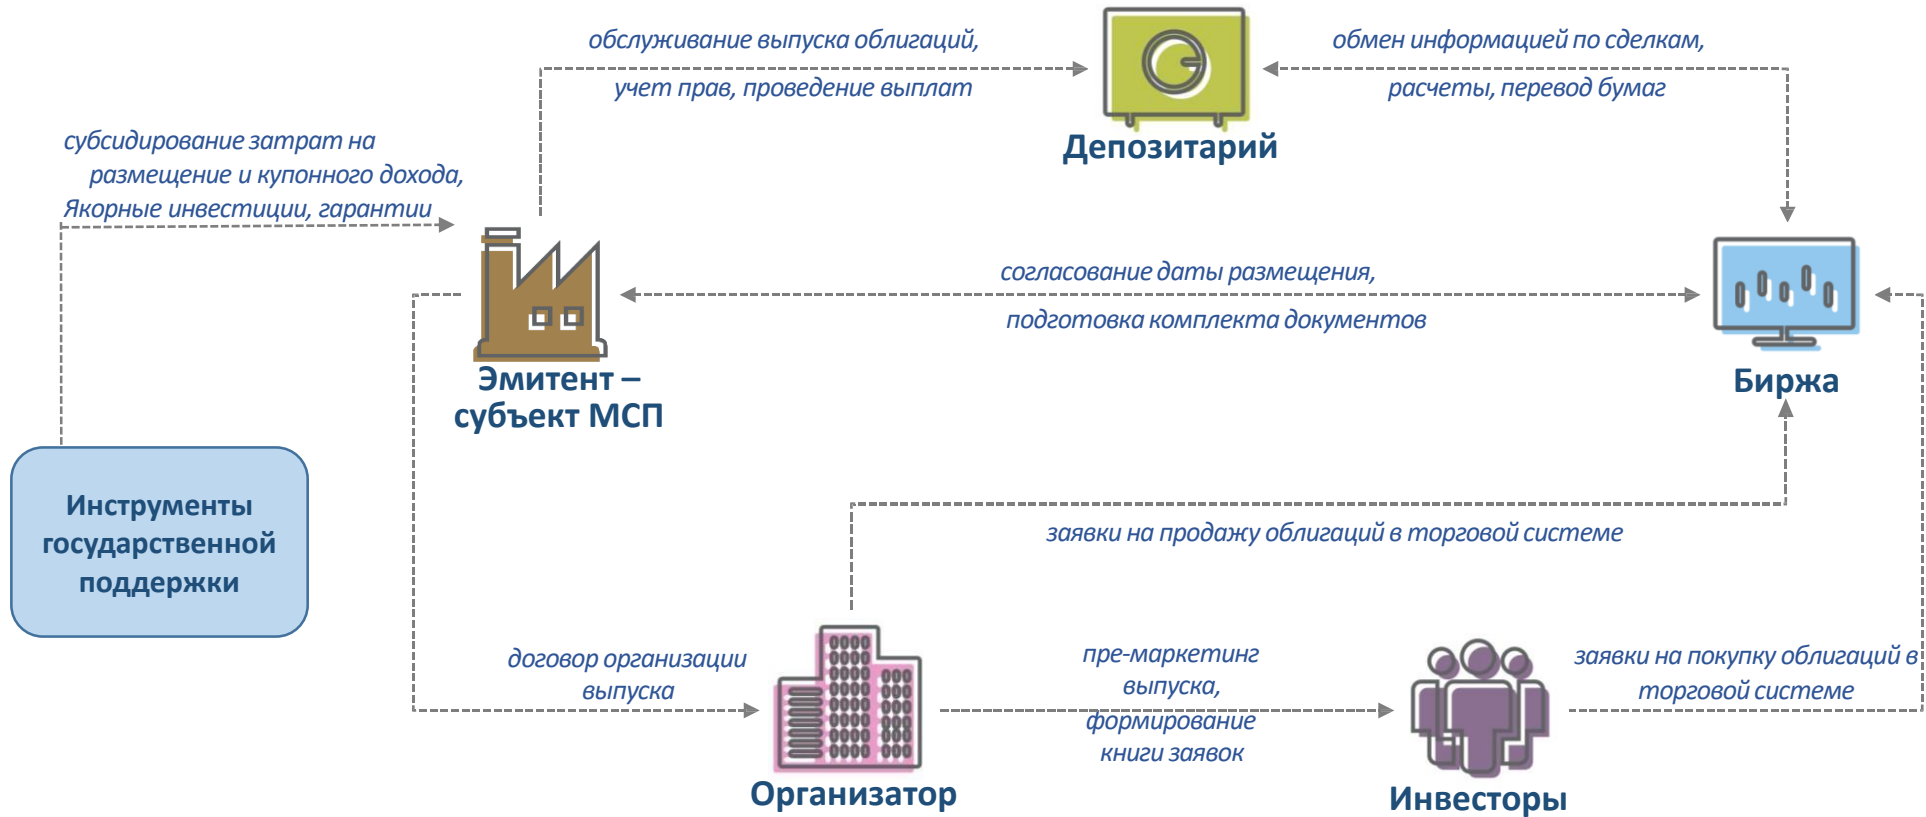 обслуживание выпуска облигаций,
учет прав, проведение выплат
обмен информацией по сделкам,
расчеты, перевод бумаг
Депозитарий
субсидирование затрат на
размещение и купонного дохода,
Якорные инвестиции, гарантии
согласование даты размещения,
подготовка комплекта документов
Эмитент –
субъект МСП
Биржа
Инструменты
государственной
поддержки
заявки на продажу облигаций в торговой системе
договор организации
выпуска
пре-маркетинг
выпуска,
формирование
книги заявок
заявки на покупку облигаций в
торговой системе
Организатор
Инвесторы